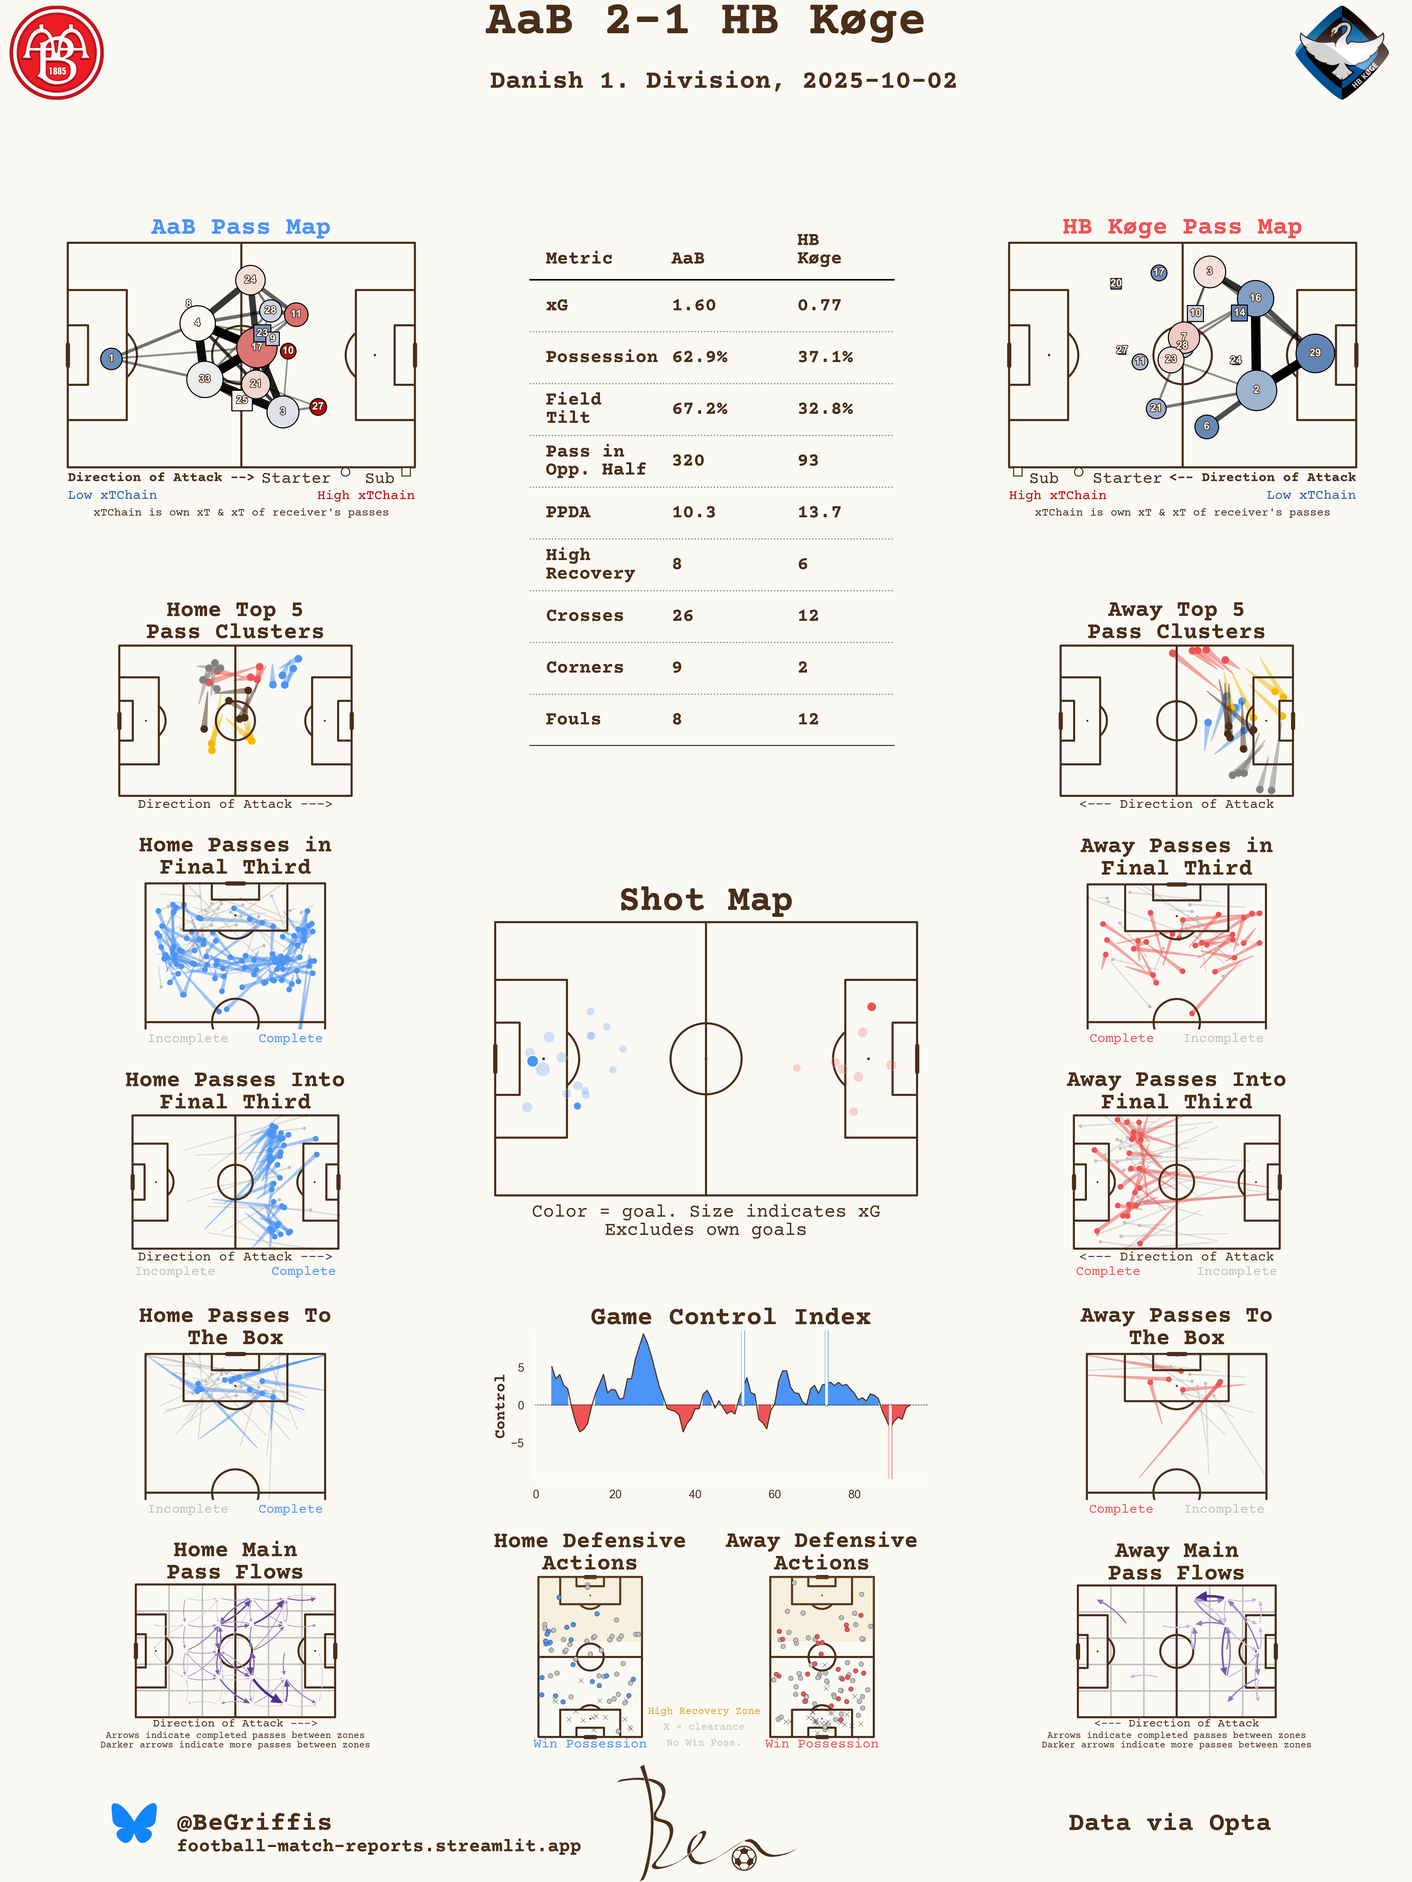 AaB 2-1 HB Køge
Danish 1. Division, 2025-10-02
1885
HB KØGE
AaB Pass Map
24
8
28
11
4
23
9
17
10
1
33
21
25
3
27
Direction of Attack --> Starter Sub
Low xTChain High xTChain
xTChain is own xT & xT of receiver's passes
Metric AaB HB Køge
xG 1.60 0.77
Possession 62.9% 37.1%
Field Tilt 67.2% 32.8%
Pass in Opp. Half 320 93
PPDA 10.3 13.7
High Recovery 8 6
Crosses 26 12
Corners 9 2
Fouls 8 12
HB Køge Pass Map
17
3
20
16
10
14
7
28
27
23
11
24
29
2
21
6
Sub Starter <-- Direction of Attack
High xTChain Low xTChain
xTChain is own xT & xT of receiver's passes
Home Top 5
Pass Clusters
Direction of Attack --->
Away Top 5
Pass Clusters
<--- Direction of Attack
Home Passes in
Final Third
Incomplete Complete
Away Passes in
Final Third
Complete Incomplete
Shot Map
Color = goal. Size indicates xG
Excludes own goals
Home Passes Into
Final Third
Direction of Attack --->
Incomplete Complete
Away Passes Into
Final Third
<--- Direction of Attack
Complete Incomplete
Home Passes To
The Box
Incomplete Complete
Game Control Index
Control
5
0
−5
0 20 40 60 80
Away Passes To
The Box
Complete Incomplete
Home Main
Pass Flows
Direction of Attack --->
Arrows indicate completed passes between zones
Darker arrows indicate more passes between zones
Home Defensive
Actions
Win Possession
High Recovery Zone
X = clearance
No Win Poss.
Away Defensive
Actions
Win Possession
Away Main
Pass Flows
<--- Direction of Attack
Arrows indicate completed passes between zones
Darker arrows indicate more passes between zones
@BeGriffis
football-match-reports.streamlit.app
Ben
Data via Opta